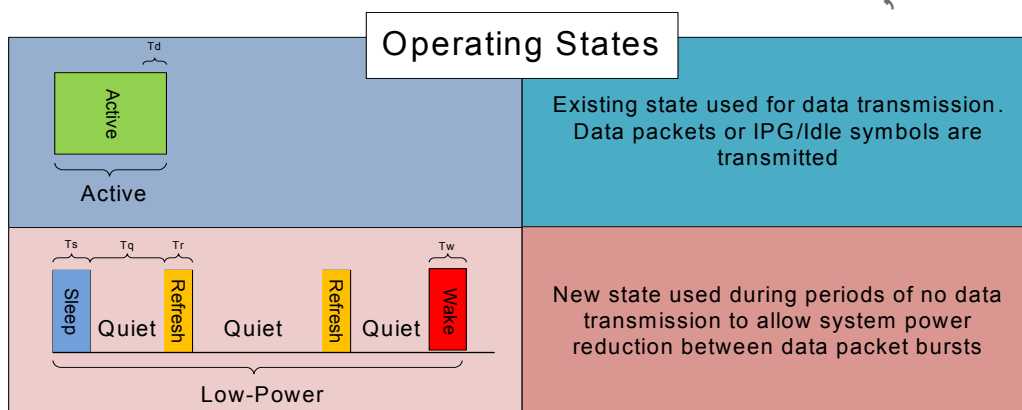 Operating States
Td
Active
Active
Existing state used for data transmission.
Data packets or IPG/Idle symbols are
transmitted
Ts
Tq
Tr
Tw
Sleep
Quiet
Refresh
Quiet
Refresh
Quiet
Wake
Low-Power
New state used during periods of no data
transmission to allow system power
reduction between data packet bursts